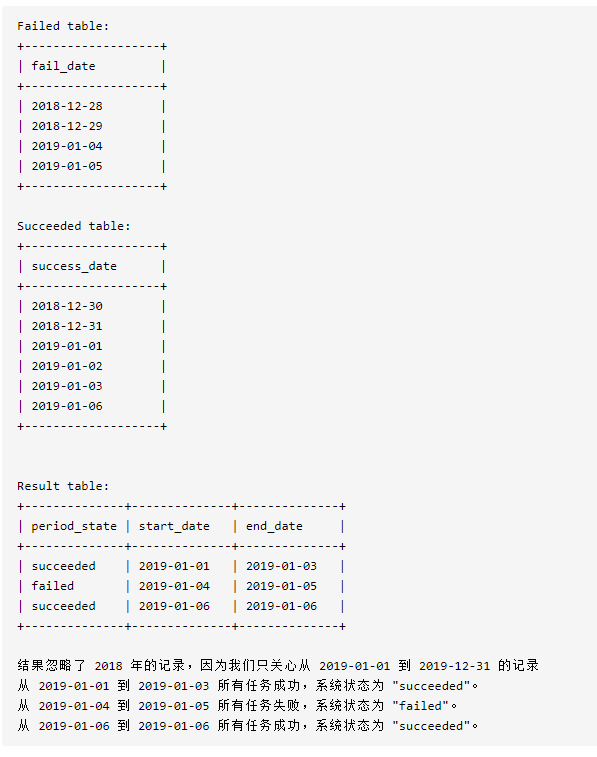 Failed table:
+-------------------+
| fail_date         |
+-------------------+
| 2018-12-28        |
| 2018-12-29        |
| 2019-01-04        |
| 2019-01-05        |
+-------------------+
Succeeded table:
+-------------------+
| success_date      |
+-------------------+
| 2018-12-30        |
| 2018-12-31        |
| 2019-01-01        |
| 2019-01-02        |
| 2019-01-03        |
| 2019-01-06        |
+-------------------+
Result table:
+--------------+--------------+--------------+
| period_state | start_date   | end_date     |
+--------------+--------------+--------------+
| succeeded    | 2019-01-01   | 2019-01-03   |
| failed       | 2019-01-04   | 2019-01-05   |
| succeeded    | 2019-01-06   | 2019-01-06   |
+--------------+--------------+--------------+
结果忽略了 2018 年的记录，因为我们只关心从 2019-01-01 到 2019-12-31 的记录
从 2019-01-01 到 2019-01-03 所有任务成功，系统状态为 "succeeded"。
从 2019-01-04 到 2019-01-05 所有任务失败，系统状态为 "failed"。
从 2019-01-06 到 2019-01-06 所有任务成功，系统状态为 "succeeded"。